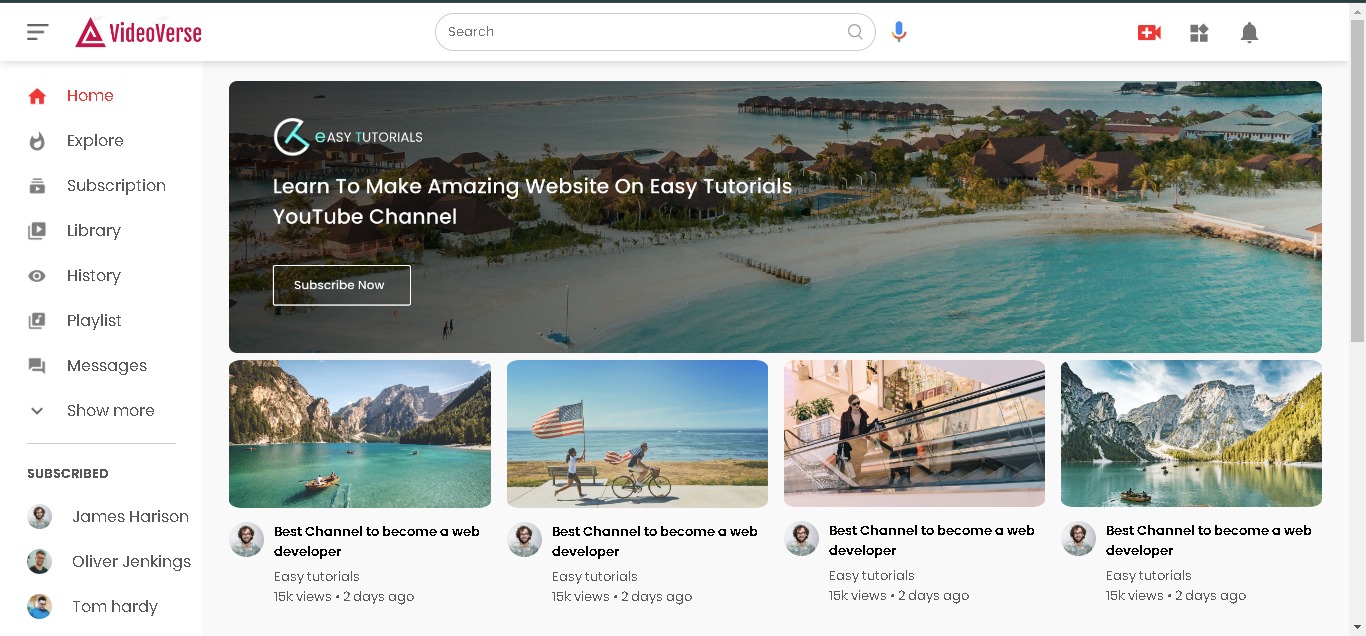 VideoVerse
Search
Home
Explore
Subscription
Library
History
Playlist
Messages
Show more
SUBSCRIBED
James Harison
Oliver Jenkings
Tom hardy
eASY TUTORIALS
Learn To Make Amazing Website On Easy Tutorials
YouTube Channel
Subscribe Now
Best Channel to become a web
developer
Easy tutorials
15k views • 2 days ago
Best Channel to become a web
developer
Easy tutorials
15k views • 2 days ago
Best Channel to become a web
developer
Easy tutorials
15k views • 2 days ago
Best Channel to become a web
developer
Easy tutorials
15k views • 2 days ago